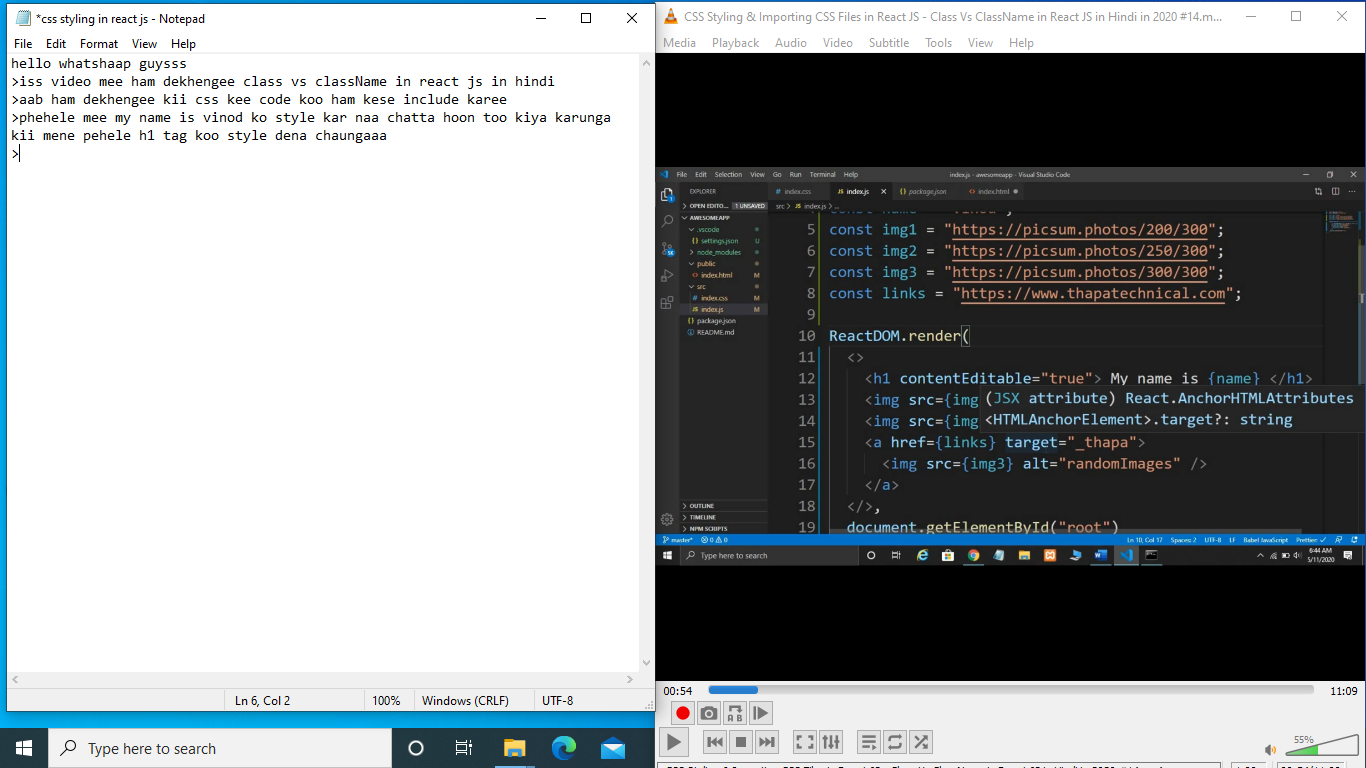 *css styling in react js - Notepad
File Edit Format View Help
hello whatshaap guysss
>iss video mee ham dekhengee class vs className in react js in hindi
>aab ham dekhengee kii css kee code koo ham kese include karee
>phehele mee my name is vinod ko style kar naa chatta hoon too kiya karunga
kii mene pehele h1 tag koo style dena chaungaaa
>
Ln 6, Col 2 100% Windows (CRLF) UTF-8
Type here to search
CSS Styling & Importing CSS Files in React JS - Class Vs ClassName in React JS in Hindi in 2020 #14.m...
Media Playback Audio Video Subtitle Tools View Help
File Edit Selection View Go Run Terminal Help
index.js - awesomeapp - Visual Studio Code
EXPLORER
OPEN EDITO... 1 UNSAVED
AWESOMEAPP
.vscode
settings.json U
node_modules
public
index.html M
src
index.css M
index.js M
package.json
README.md
OUTLINE
TIMELINE
NPM SCRIPTS
index.css index.js package.json index.html
src > index.js > ...
5 const img1 = "https://picsum.photos/200/300";
6 const img2 = "https://picsum.photos/250/300";
7 const img3 = "https://picsum.photos/300/300";
8 const links = "https://www.thapatechnical.com";
9
10 ReactDOM.render(
11 <>
12 <h1 contentEditable="true"> My name is {name} </h1>
13 <img src={img
14 <img src={img
(JSX attribute) React.AnchorHTMLAttributes
<HTMLAnchorElement>.target?: string
15 <a href={links} target="_thapa">
16 <img src={img3} alt="randomImages" />
17 </a>
18 </>,
19 document.getElementById("root")
master* 0 0 Ln 10, Col 17 Spaces: 2 UTF-8 LF Babel JavaScript Prettier: ✓
Type here to search
6:44 AM
5/11/2020
00:54 11:09
55%